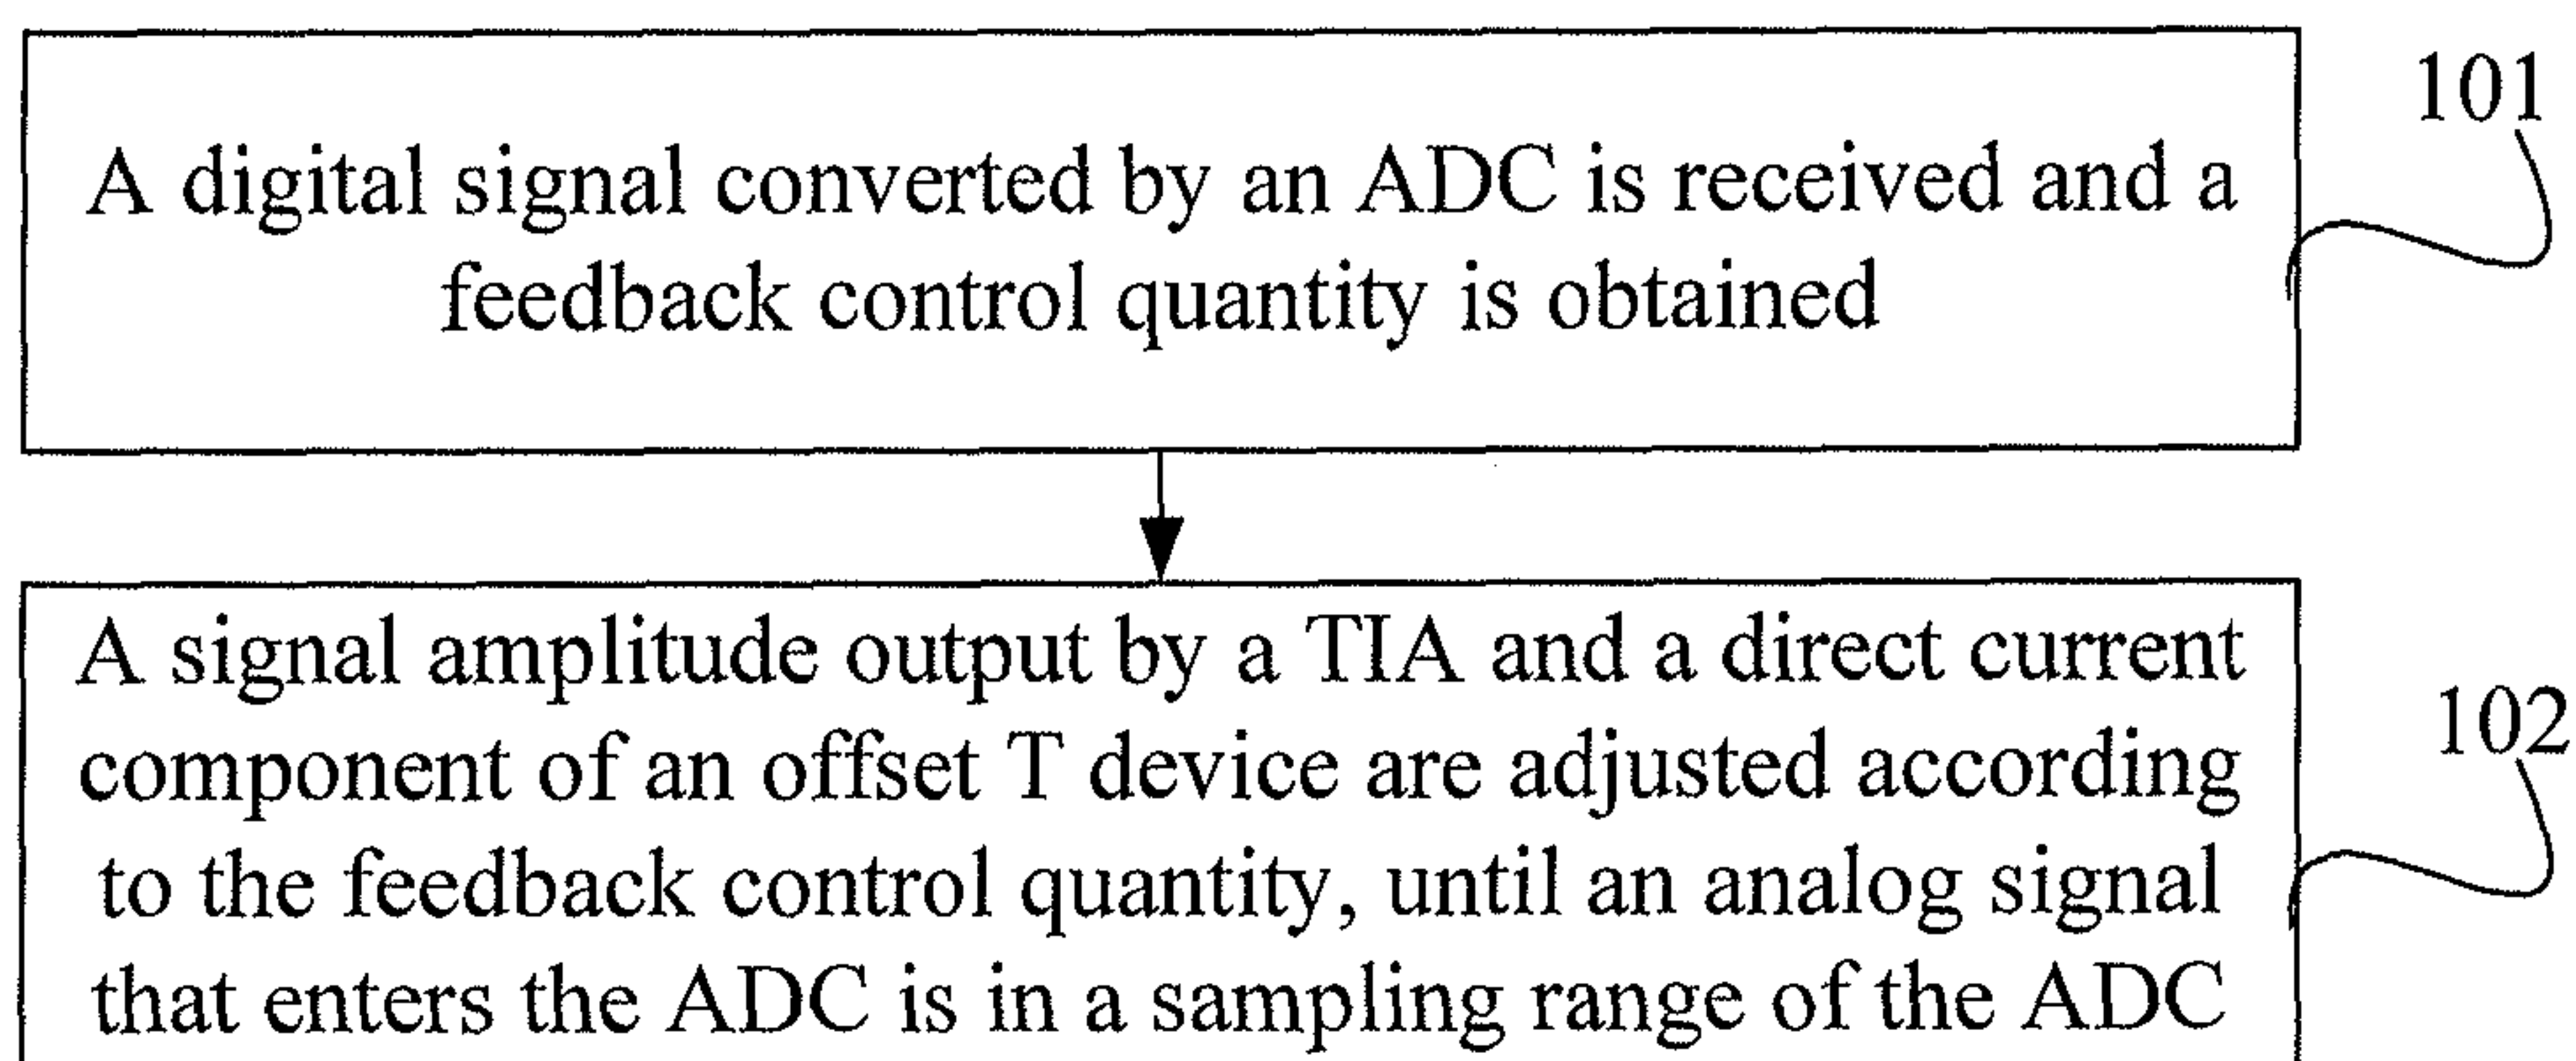 101
A digital signal converted by an ADC is received and a
feedback control quantity is obtained
A signal amplitude output by a TIA and a direct current
component of an offset T device are adjusted according
102
to the feedback control quantity, until an analog signal
that enters the ADC is in a sampling range of the ADC